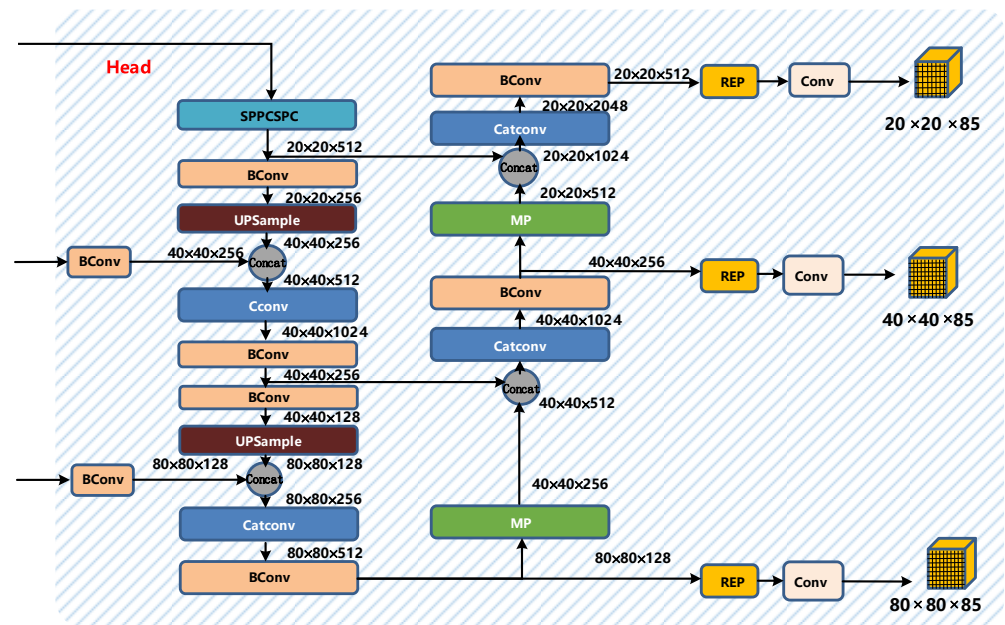 Head
SPPCSPC
20×20×512
BConv
20×20×256
UPSample
40×40×256
BConv
40×40×256
Concat
40×40×512
Cconv
40×40×1024
BConv
40×40×256
BConv
40×40×128
UPSample
80×80×128
BConv
80×80×128
Concat
80×80×256
Catconv
80×80×512
BConv
BConv
20×20×512
20×20×2048
Catconv
Concat
20×20×1024
20×20×512
MP
40×40×256
BConv
40×40×1024
Catconv
Concat
40×40×512
40×40×256
MP
80×80×128
REP
Conv
20×20×85
REP
Conv
40×40×85
REP
Conv
80×80×85